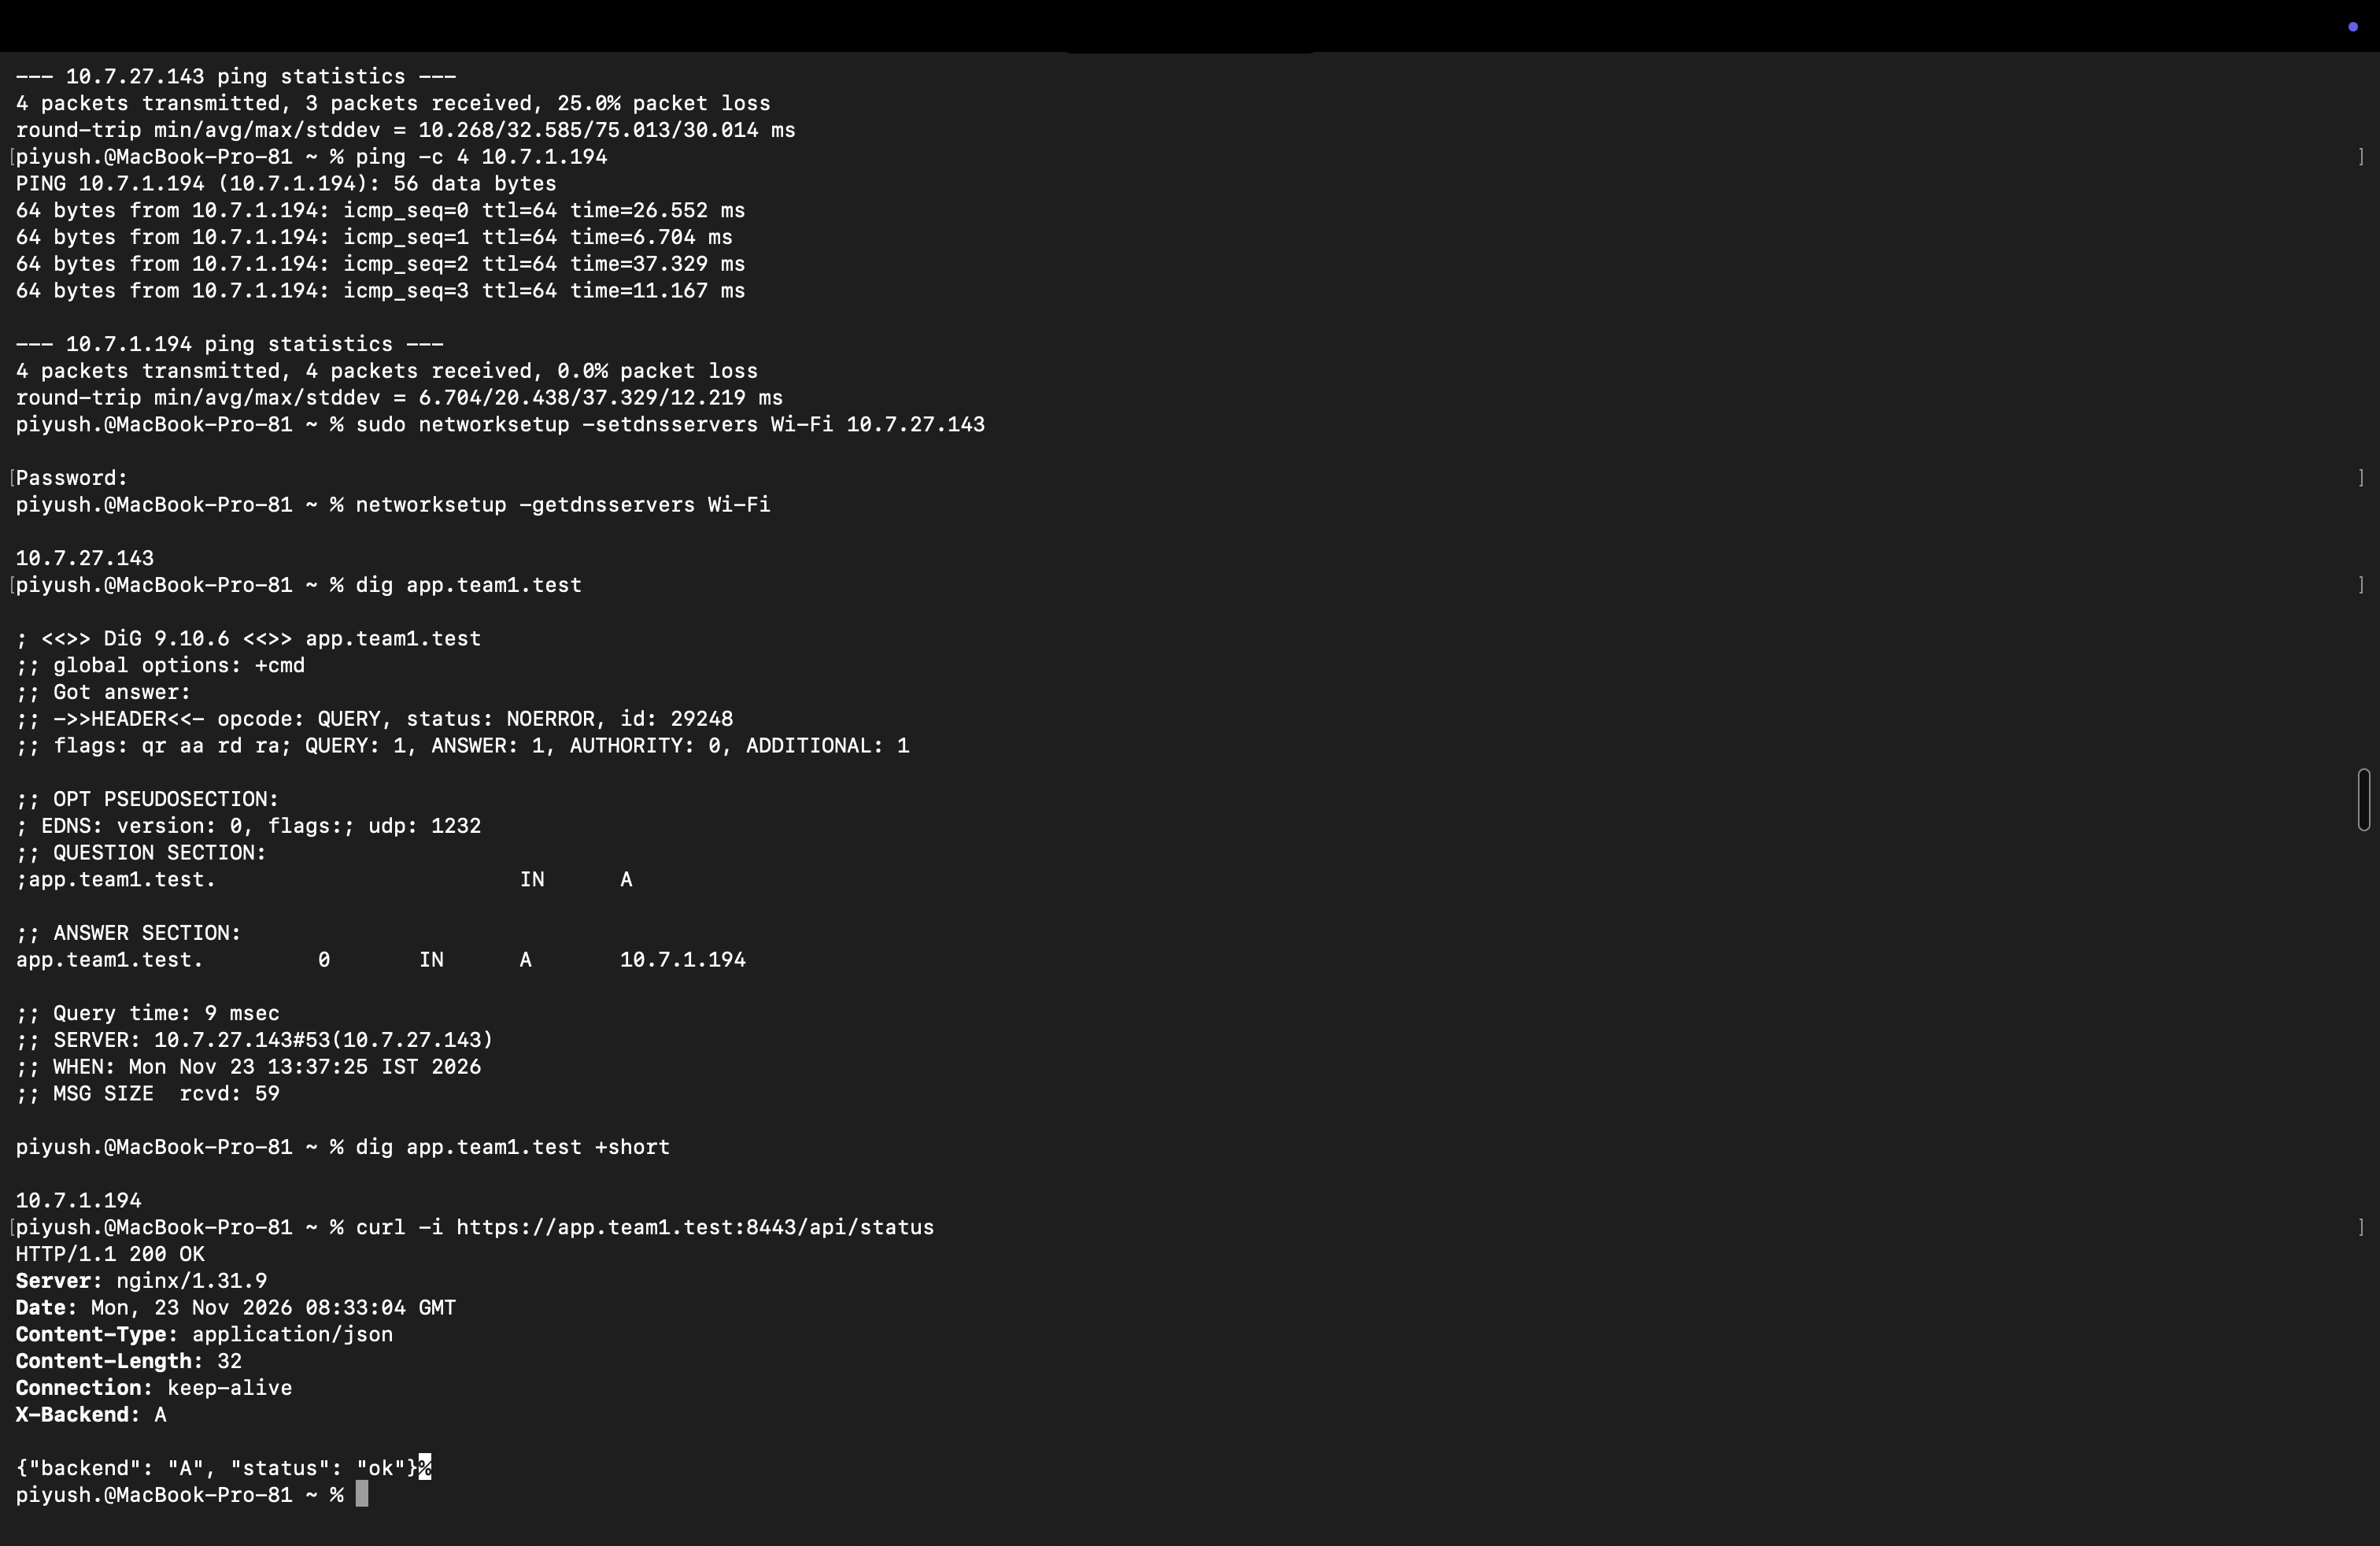 --- 10.7.27.143 ping statistics ---
4 packets transmitted, 3 packets received, 25.0% packet loss
round-trip min/avg/max/stddev = 10.268/32.585/75.013/30.014 ms
[piyush.@MacBook-Pro-81 ~ % ping -c 4 10.7.1.194 ]
PING 10.7.1.194 (10.7.1.194): 56 data bytes
64 bytes from 10.7.1.194: icmp_seq=0 ttl=64 time=26.552 ms
64 bytes from 10.7.1.194: icmp_seq=1 ttl=64 time=6.704 ms
64 bytes from 10.7.1.194: icmp_seq=2 ttl=64 time=37.329 ms
64 bytes from 10.7.1.194: icmp_seq=3 ttl=64 time=11.167 ms
--- 10.7.1.194 ping statistics ---
4 packets transmitted, 4 packets received, 0.0% packet loss
round-trip min/avg/max/stddev = 6.704/20.438/37.329/12.219 ms
piyush.@MacBook-Pro-81 ~ % sudo networksetup -setdnsservers Wi-Fi 10.7.27.143
[Password: ]
piyush.@MacBook-Pro-81 ~ % networksetup -getdnsservers Wi-Fi
10.7.27.143
[piyush.@MacBook-Pro-81 ~ % dig app.team1.test ]
; <<>> DiG 9.10.6 <<>> app.team1.test
;; global options: +cmd
;; Got answer:
;; ->>HEADER<<- opcode: QUERY, status: NOERROR, id: 29248
;; flags: qr aa rd ra; QUERY: 1, ANSWER: 1, AUTHORITY: 0, ADDITIONAL: 1
;; OPT PSEUDOSECTION:
; EDNS: version: 0, flags:; udp: 1232
;; QUESTION SECTION:
;app.team1.test. IN A
;; ANSWER SECTION:
app.team1.test. 0 IN A 10.7.1.194
;; Query time: 9 msec
;; SERVER: 10.7.27.143#53(10.7.27.143)
;; WHEN: Mon Nov 23 13:37:25 IST 2026
;; MSG SIZE  rcvd: 59
piyush.@MacBook-Pro-81 ~ % dig app.team1.test +short
10.7.1.194
[piyush.@MacBook-Pro-81 ~ % curl -i https://app.team1.test:8443/api/status ]
HTTP/1.1 200 OK
Server: nginx/1.31.9
Date: Mon, 23 Nov 2026 08:33:04 GMT
Content-Type: application/json
Content-Length: 32
Connection: keep-alive
X-Backend: A
{"backend": "A", "status": "ok"}%
piyush.@MacBook-Pro-81 ~ %